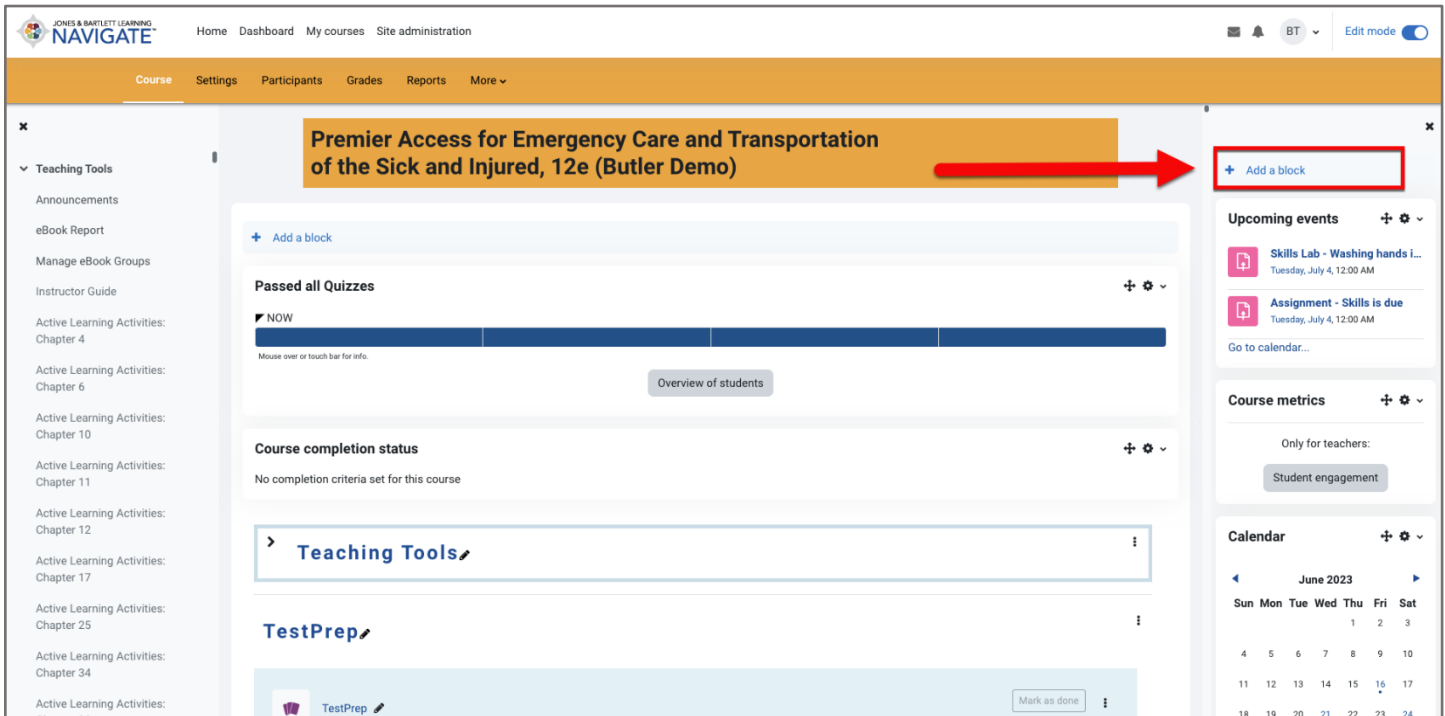 JONES & BARTLETT LEARNING
NAVIGATE
Home Dashboard My courses Site administration
BT
Edit mode
Course Settings Participants Grades Reports More
Teaching Tools
Announcements
eBook Report
Manage eBook Groups
Instructor Guide
Active Learning Activities:
Chapter 4
Active Learning Activities:
Chapter 6
Active Learning Activities:
Chapter 10
Active Learning Activities:
Chapter 11
Active Learning Activities:
Chapter 12
Active Learning Activities:
Chapter 17
Active Learning Activities:
Chapter 25
Active Learning Activities:
Chapter 34
Active Learning Activities:
Premier Access for Emergency Care and Transportation
of the Sick and Injured, 12e (Butler Demo)
+ Add a block
Passed all Quizzes
NOW
Mouse over or touch bar for info.
Overview of students
Course completion status
No completion criteria set for this course
Teaching Tools
TestPrep
TestPrep
Mark as done
+ Add a block
Upcoming events
Skills Lab - Washing hands i...
Tuesday, July 4, 12:00 AM
Assignment - Skills is due
Tuesday, July 4, 12:00 AM
Go to calendar...
Course metrics
Only for teachers:
Student engagement
Calendar
June 2023
Sun Mon Tue Wed Thu Fri Sat
1 2 3
4 5 6 7 8 9 10
11 12 13 14 15 16 17
18 19 20 21 22 23 24